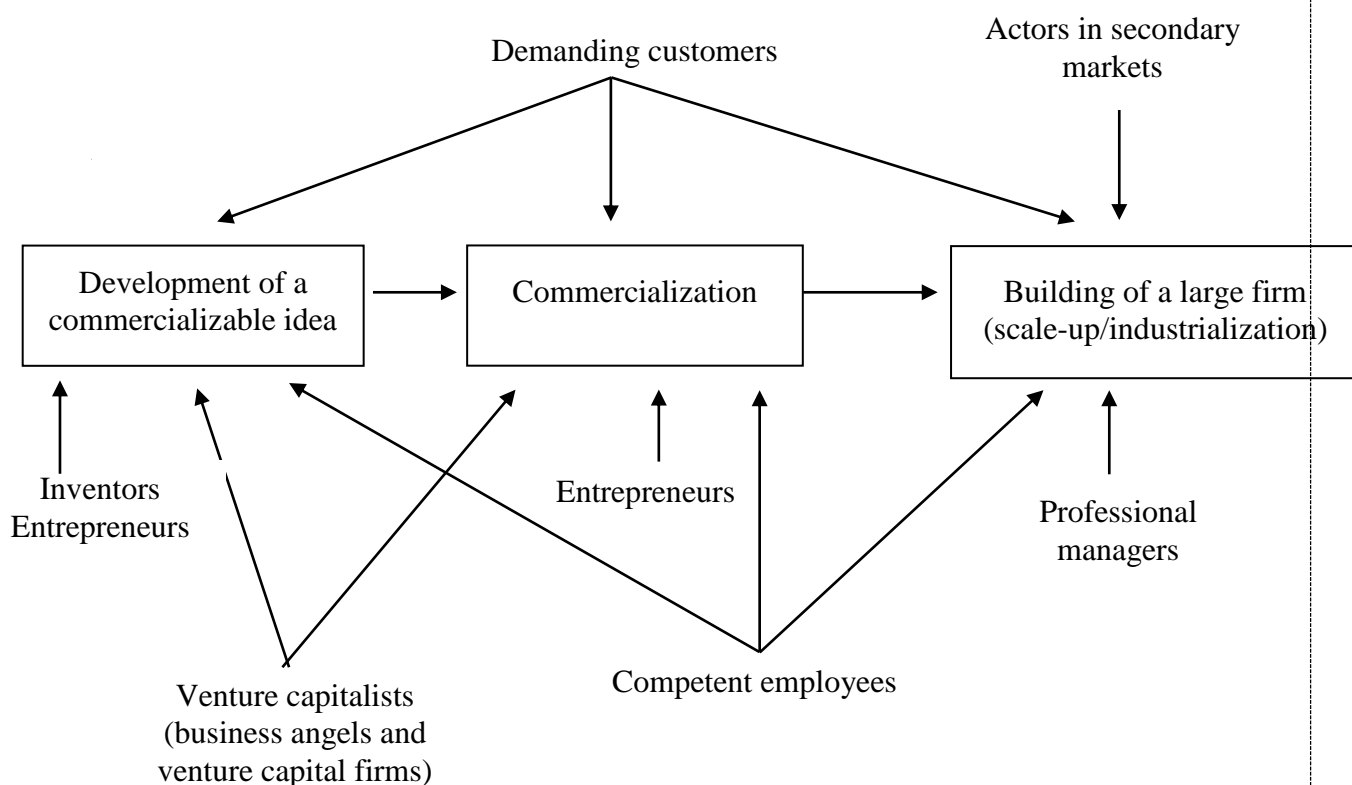 Demanding customers
Actors in secondary
markets
Development of a
commercializable idea
Commercialization
Building of a large firm
(scale-up/industrialization)
Inventors
Entrepreneurs
Entrepreneurs
Professional
managers
Venture capitalists
(business angels and
venture capital firms)
Competent employees